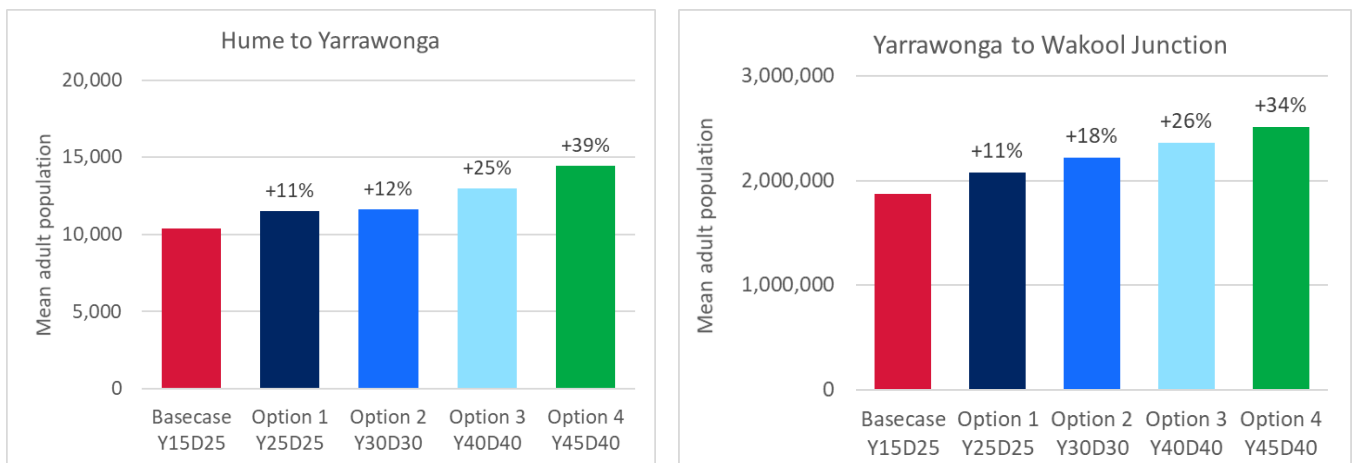 Hume to Yarrawonga
Mean adult population
20,000
15,000
10,000
5,000
0
+11%
+12%
+25%
+39%
Basecase Option 1 Option 2 Option 3 Option 4
Y15D25 Y25D25 Y30D30 Y40D40 Y45D40
Yarrawonga to Wakool Junction
Mean adult population
3,000,000
2,000,000
1,000,000
0
+11%
+18%
+26%
+34%
Basecase Option 1 Option 2 Option 3 Option 4
Y15D25 Y25D25 Y30D30 Y40D40 Y45D40